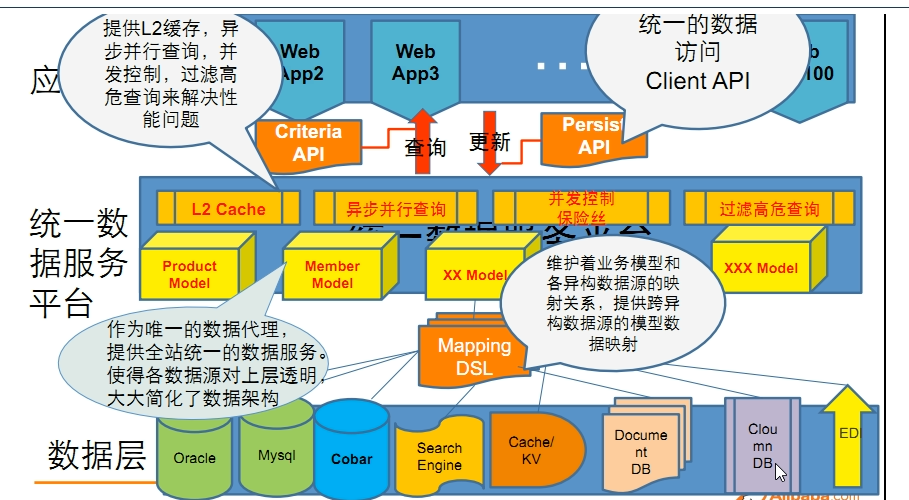 提供L2缓存，异
步并行查询，并
发控制，过滤高
危查询来解决性
能问题
统一的数据
访问
Client API
应
Web
App2
Web
App3
...
b
100
Criteria
API
查询
更新
Persist
API
统一数
据服务
平台
L2 Cache
异步并行查询
并发控制
保险丝
过滤高危查询
Product
Model
Member
Model
XX Model
XXX Model
维护着业务模型和
各异构数据源的映
射关系，提供跨异
构数据源的模型数
据映射
作为唯一的数据代理，
提供全站统一的数据服务。
使得各数据源对上层透明，
大大简化了数据架构
Mapping
DSL
数据层
Oracle
Mysql
Cobar
Search
Engine
Cache/
KV
Docume
nt
DB
Clou
mn
DB
EDI
Alibaba.com